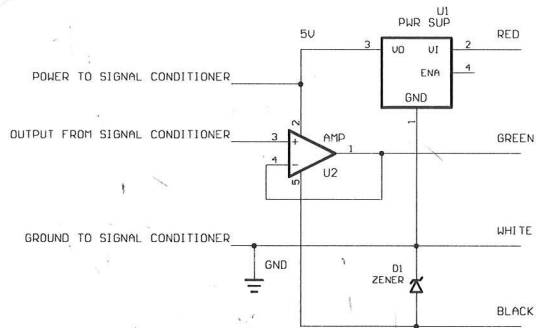 U1
PWR SUP
5V
3
VO
VI
2
RED
ENA
4
POWER TO SIGNAL CONDITIONER
GND
1
2
OUTPUT FROM SIGNAL CONDITIONER
3
+
AMP
1
GREEN
4
-
U2
5
GROUND TO SIGNAL CONDITIONER
WHITE
GND
D1
ZENER
BLACK